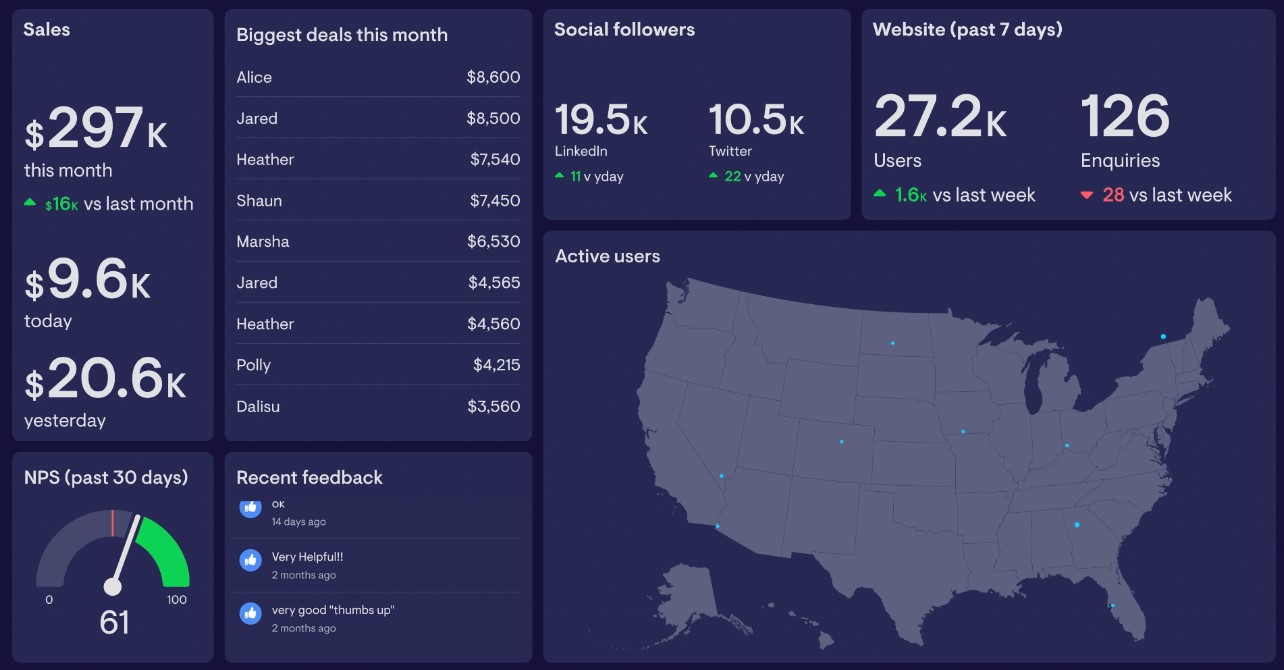 Sales
$297K
this month
$16K vs last month
$9.6K
today
$20.6K
yesterday
Biggest deals this month
Alice $8,600
Jared $8,500
Heather $7,540
Shaun $7,450
Marsha $6,530
Jared $4,565
Heather $4,560
Polly $4,215
Dalisu $3,560
Social followers
19.5K 10.5K
LinkedIn Twitter
11 v yday 22 v yday
Website (past 7 days)
27.2K 126
Users Enquiries
1.6K vs last week 28 vs last week
Active users
NPS (past 30 days)
0 100
61
Recent feedback
OK
14 days ago
Very Helpful!!
2 months ago
very good "thumbs up"
2 months ago